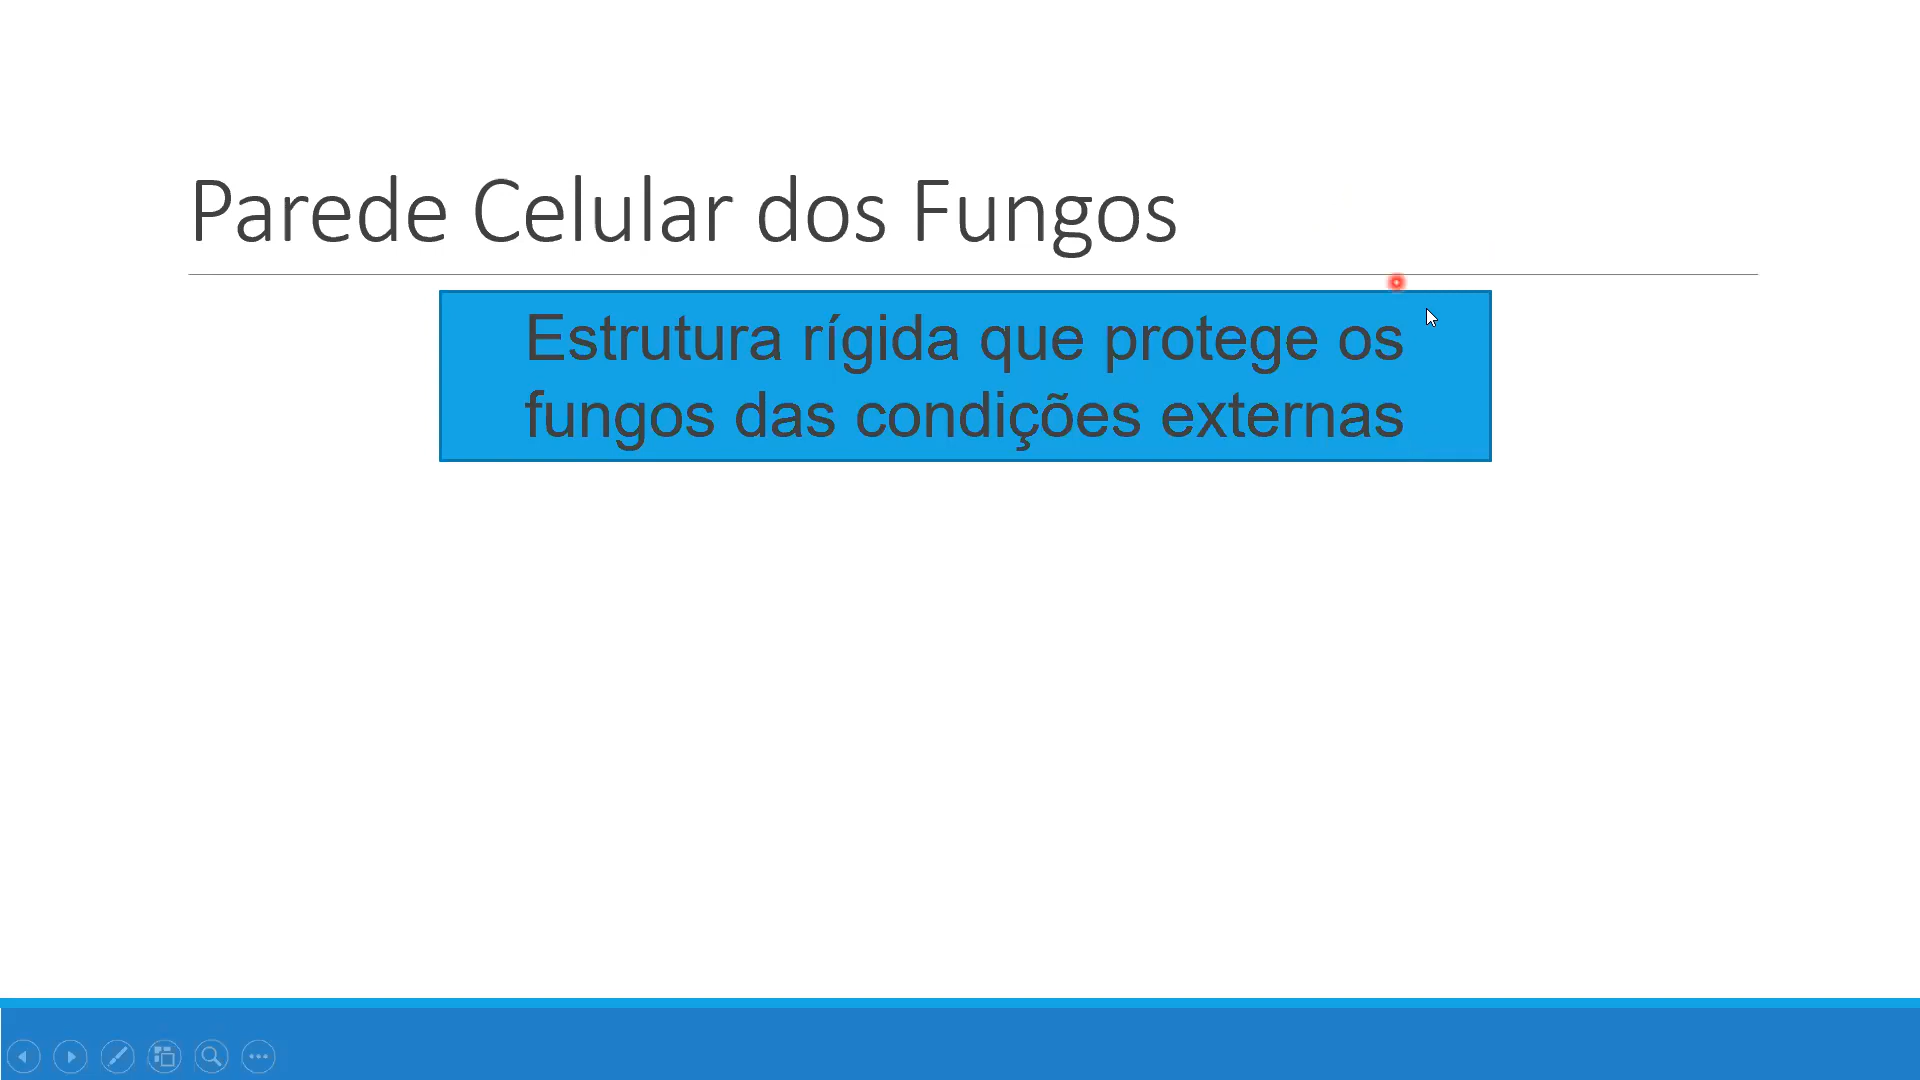 Parede Celular dos Fungos
Estrutura rígida que protege os
fungos das condições externas